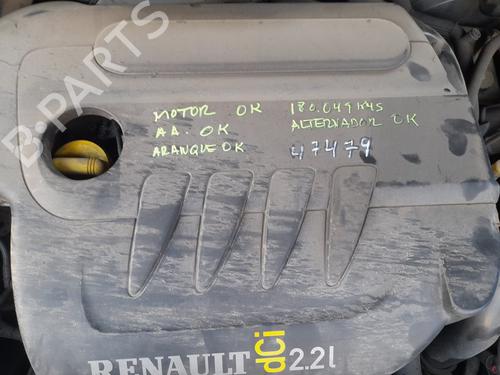 B-PARTS
MOTOR OK
AA. OK
ARANQUE OK
180.049 KMS
ALTERNADOR OK
47479
RENAULT dCi 2.2l